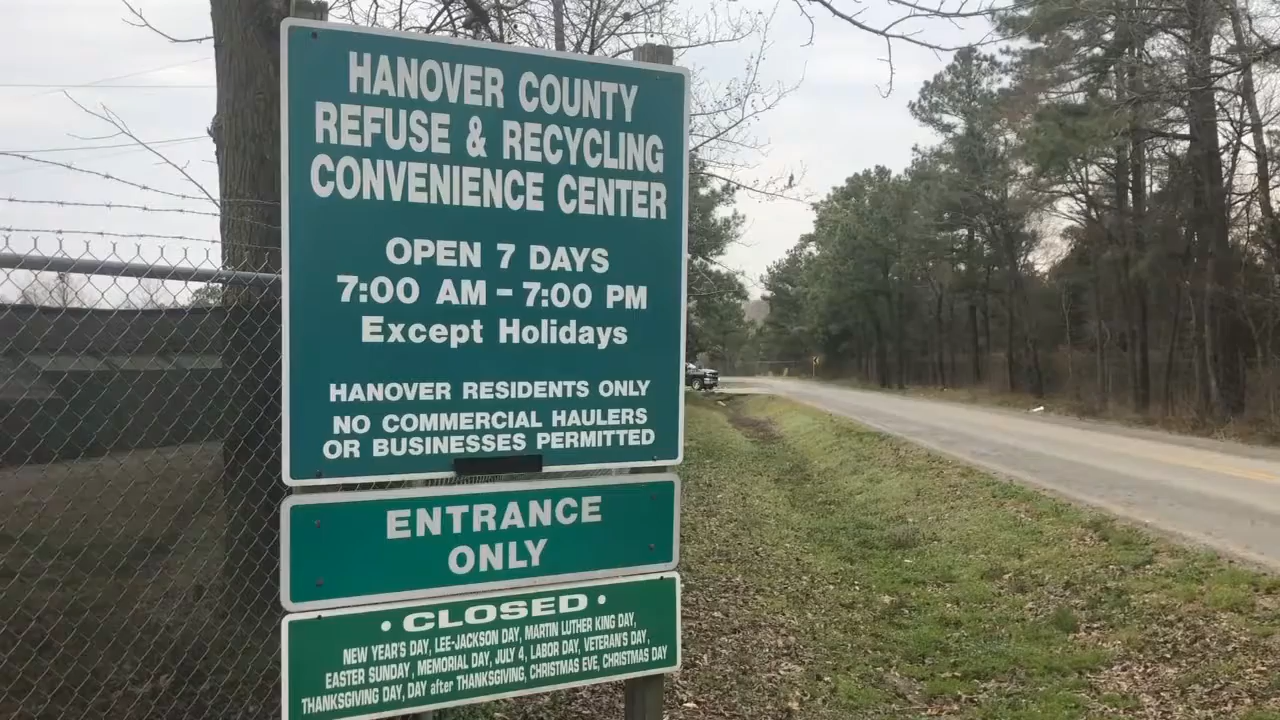 HANOVER COUNTY
REFUSE & RECYCLING
CONVENIENCE CENTER
OPEN 7 DAYS
7:00 AM - 7:00 PM
Except Holidays
HANOVER RESIDENTS ONLY
NO COMMERCIAL HAULERS
OR BUSINESSES PERMITTED
ENTRANCE
ONLY
• CLOSED •
NEW YEAR'S DAY, LEE-JACKSON DAY, MARTIN LUTHER KING DAY,
EASTER SUNDAY, MEMORIAL DAY, JULY 4, LABOR DAY, VETERAN'S DAY,
THANKSGIVING DAY, DAY after THANKSGIVING, CHRISTMAS EVE, CHRISTMAS DAY